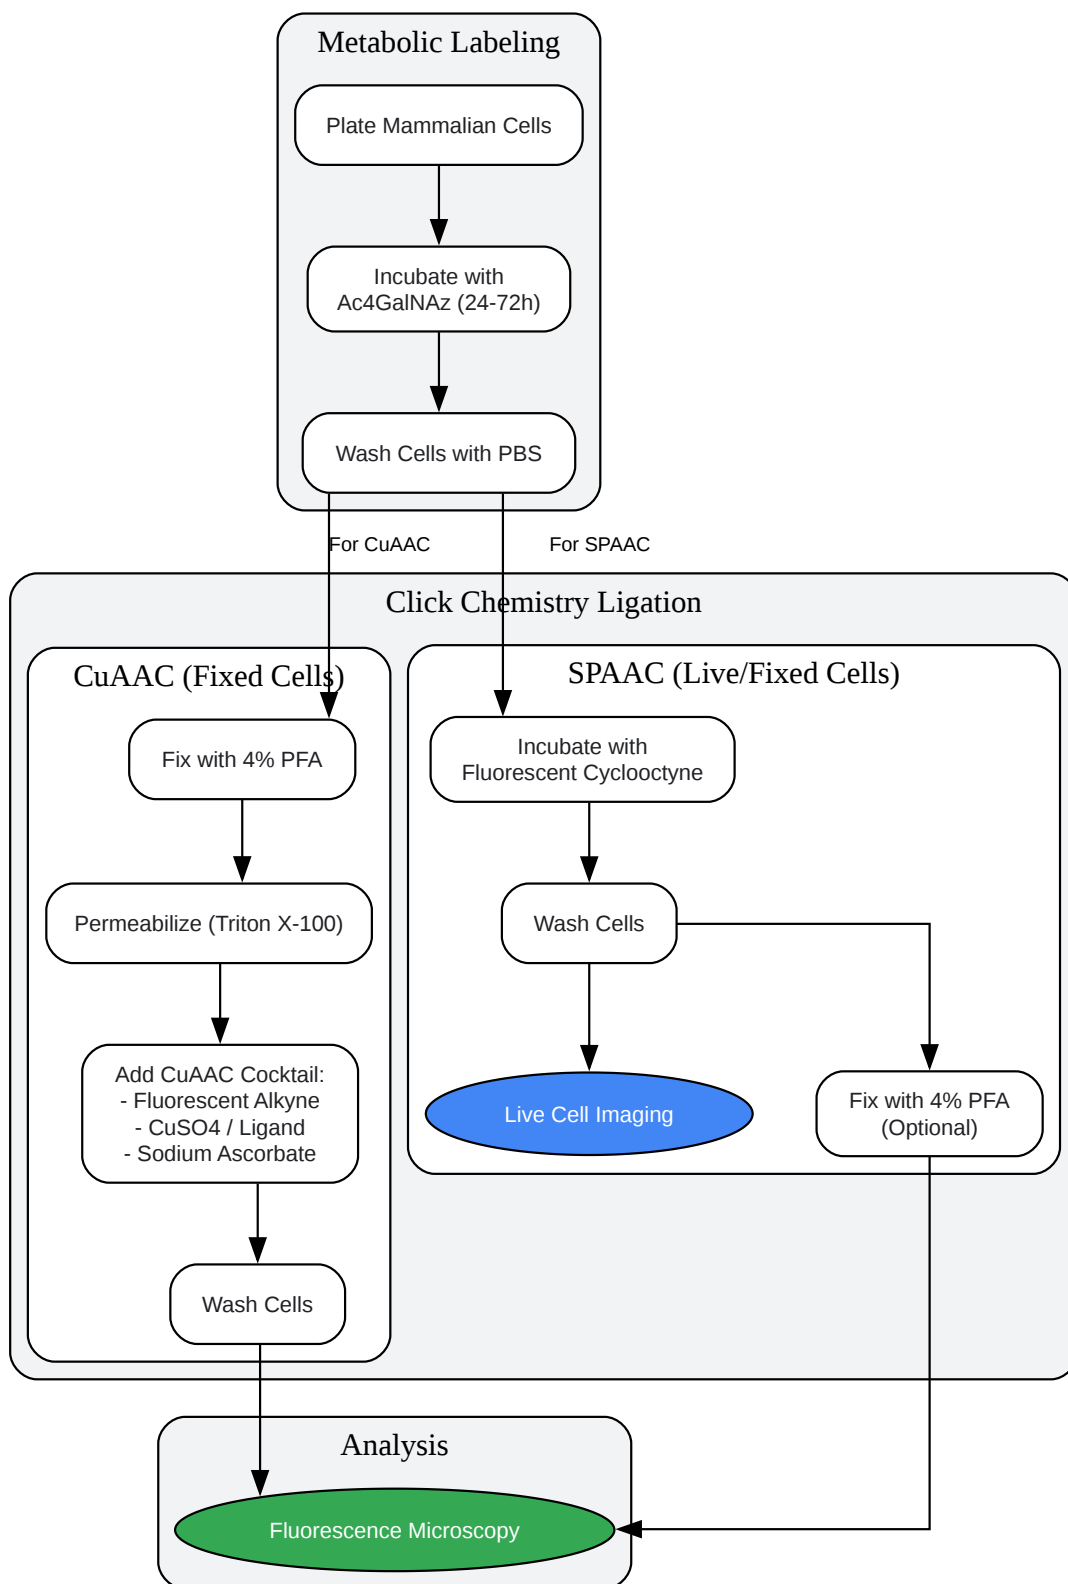 Metabolic Labeling
Plate Mammalian Cells
Incubate with
Ac4GalNAz (24-72h)
Wash Cells with PBS
For CuAAC
For SPAAC
Click Chemistry Ligation
CuAAC (Fixed Cells)
Fix with 4% PFA
Permeabilize (Triton X-100)
Add CuAAC Cocktail:
- Fluorescent Alkyne
- CuSO4 / Ligand
- Sodium Ascorbate
Wash Cells
SPAAC (Live/Fixed Cells)
Incubate with
Fluorescent Cyclooctyne
Wash Cells
Live Cell Imaging
Fix with 4% PFA
(Optional)
Analysis
Fluorescence Microscopy